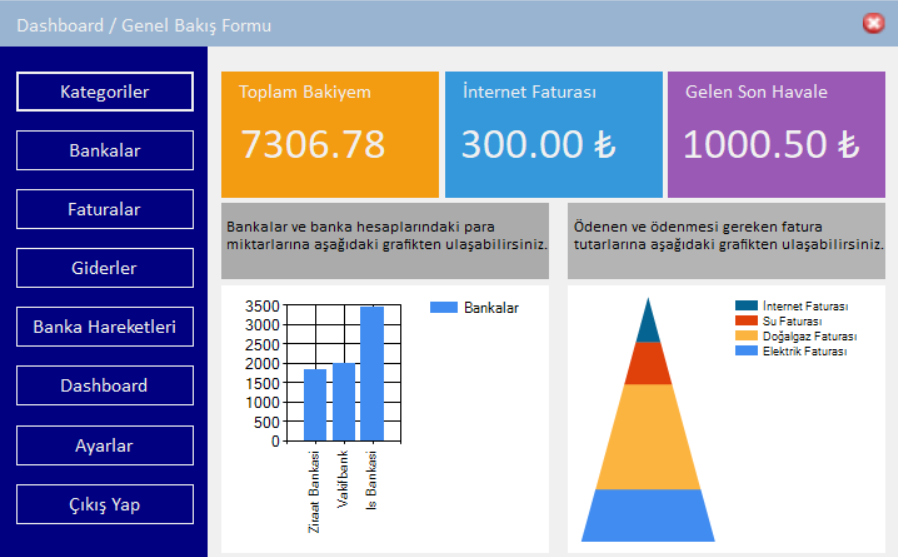 Dashboard / Genel Bakış Formu
Kategoriler
Bankalar
Faturalar
Giderler
Banka Hareketleri
Dashboard
Ayarlar
Çıkış Yap
Toplam Bakiyem
7306.78
İnternet Faturası
300.00 ₺
Gelen Son Havale
1000.50 ₺
Bankalar ve banka hesaplarındaki para
miktarlarına aşağıdaki grafikten ulaşabilirsiniz.
Ödenen ve ödenmesi gereken fatura
tutarlarına aşağıdaki grafikten ulaşabilirsiniz.
3500
3000
2500
2000
1500
1000
500
0
Ziraat Bankasi
Vakifbank
Is Bankasi
Bankalar
İnternet Faturası
Su Faturası
Doğalgaz Faturası
Elektrik Faturası